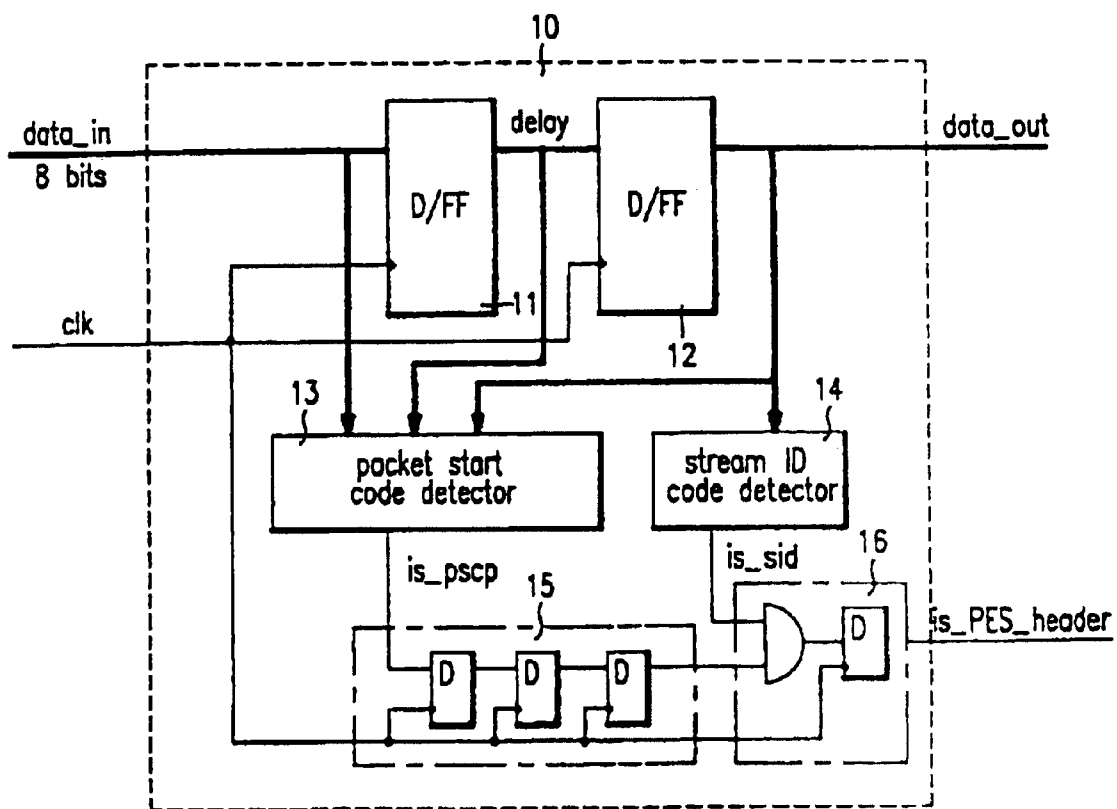 10
data_in
8 bits
delay
data_out
D/FF
D/FF
11
12
clk
13
14
packet start
code detector
stream ID
code detector
is_pscp
is_sid
16
15
is_PES_header
D
D
D
D